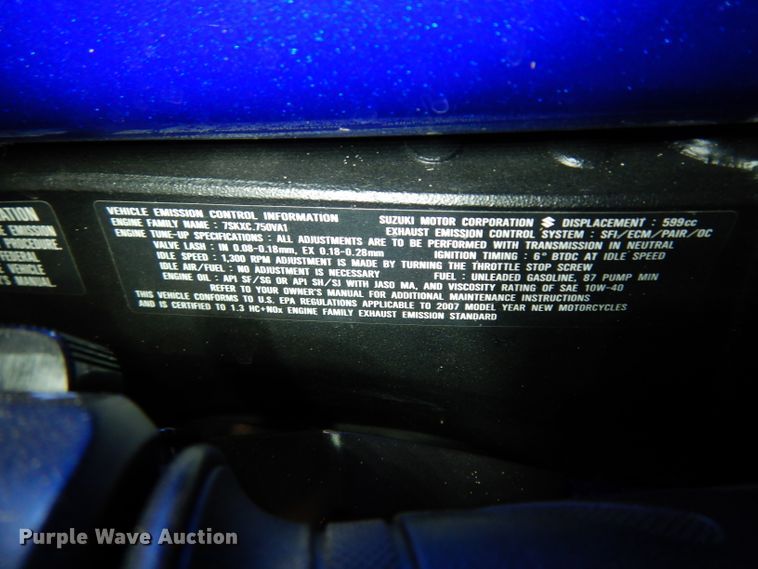 ATION
VEHICLE EMISSION CONTROL INFORMATION SUZUKI MOTOR CORPORATION DISPLACEMENT : 599cc
ENGINE FAMILY NAME : 7SKXC.750VA1 EXHAUST EMISSION CONTROL SYSTEM : SFI/ECM/PAIR/OC
ENGINE TUNE-UP SPECIFICATIONS : ALL ADJUSTMENTS ARE TO BE PERFORMED WITH TRANSMISSION IN NEUTRAL
VALVE LASH : IN 0.08-0.18mm, EX 0.18-0.28mm IGNITION TIMING : 6° BTDC AT IDLE SPEED
IDLE SPEED : 1,300 RPM ADJUSTMENT IS MADE BY TURNING THE THROTTLE STOP SCREW
IDLE AIR/FUEL : NO ADJUSTMENT IS NECESSARY FUEL : UNLEADED GASOLINE, 87 PUMP MIN
ENGINE OIL : API SF/SG OR API SH/SJ WITH JASO MA, AND VISCOSITY RATING OF SAE 10W-40
REFER TO YOUR OWNER'S MANUAL FOR ADDITIONAL MAINTENANCE INSTRUCTIONS
THIS VEHICLE CONFORMS TO U.S. EPA REGULATIONS APPLICABLE TO 2007 MODEL YEAR NEW MOTORCYCLES
AND IS CERTIFIED TO 1.3 HC+NOx ENGINE FAMILY EXHAUST EMISSION STANDARD
EMISSION
PROCEDURE.
FEDERAL
VEHICLE
MANUAL.
Purple Wave Auction